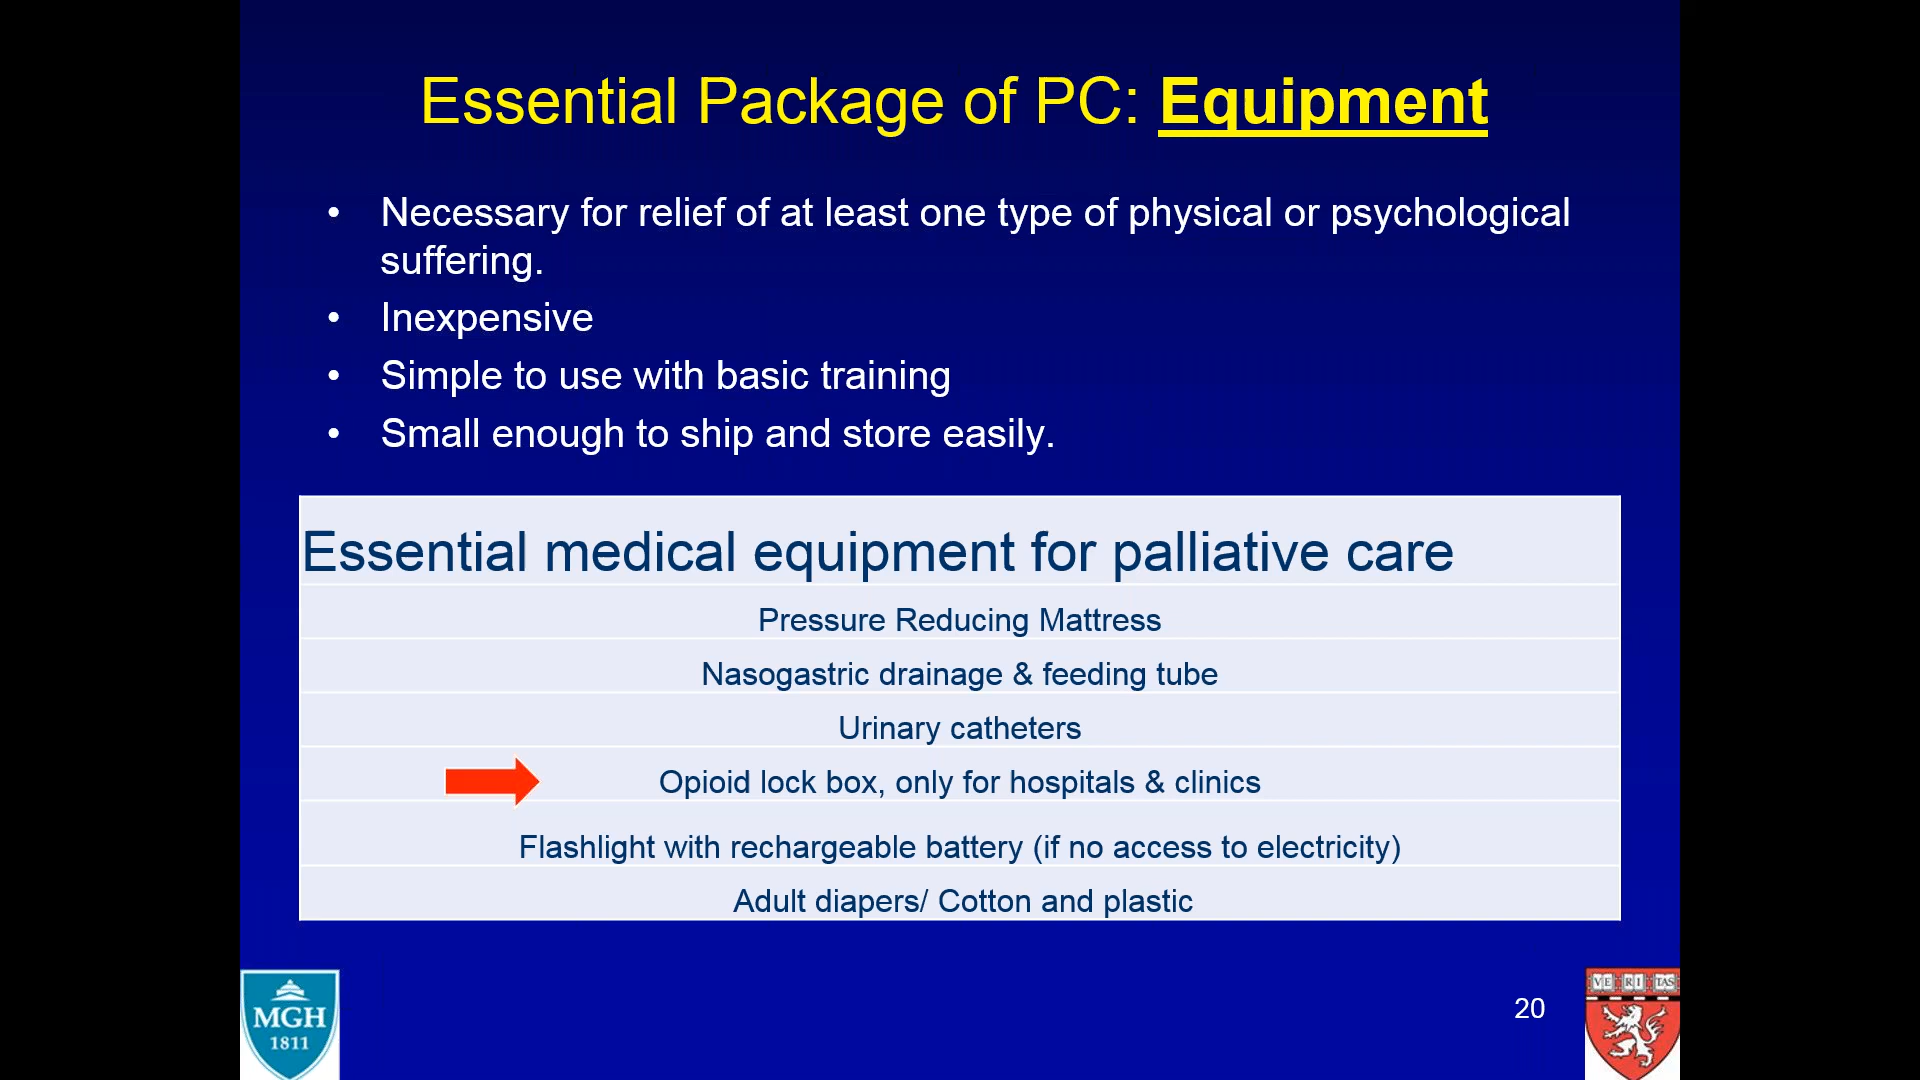 Essential Package of PC: Equipment
• Necessary for relief of at least one type of physical or psychological
suffering.
• Inexpensive
• Simple to use with basic training
• Small enough to ship and store easily.
Essential medical equipment for palliative care
Pressure Reducing Mattress
Nasogastric drainage & feeding tube
Urinary catheters
Opioid lock box, only for hospitals & clinics
Flashlight with rechargeable battery (if no access to electricity)
Adult diapers/ Cotton and plastic
MGH
1811
20
VE RI TAS